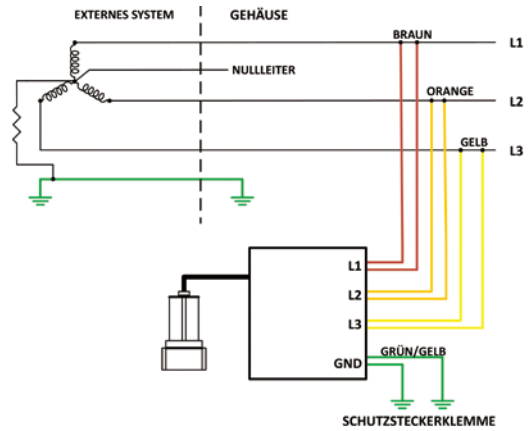 EXTERNES SYSTEM
GEHÄUSE
BRAUN
L1
NULLLEITER
ORANGE
L2
GELB
L3
L1
L2
L3
GRÜN/GELB
GND
SCHUTZSTECKERKLEMME